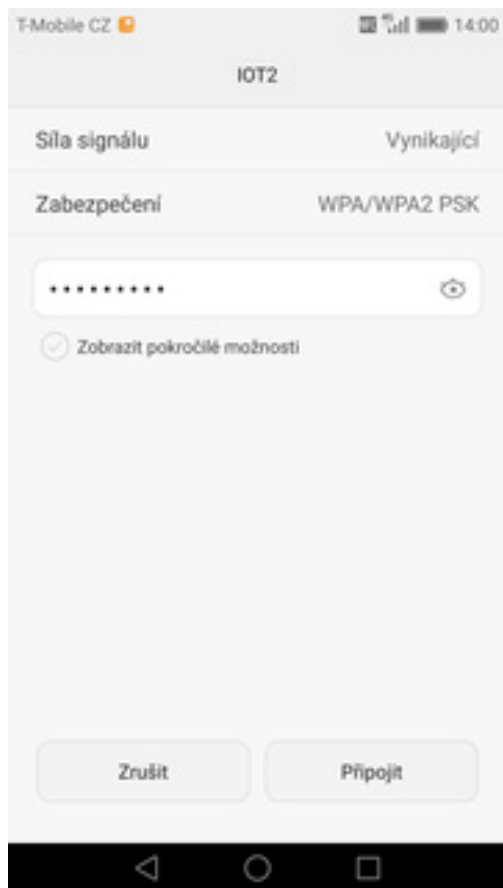 T-Mobile CZ 14:00
IOT2
Síla signálu Vynikající
Zabezpečení WPA/WPA2 PSK
•••••••••
Zobrazit pokročilé možnosti
Zrušit Připojit